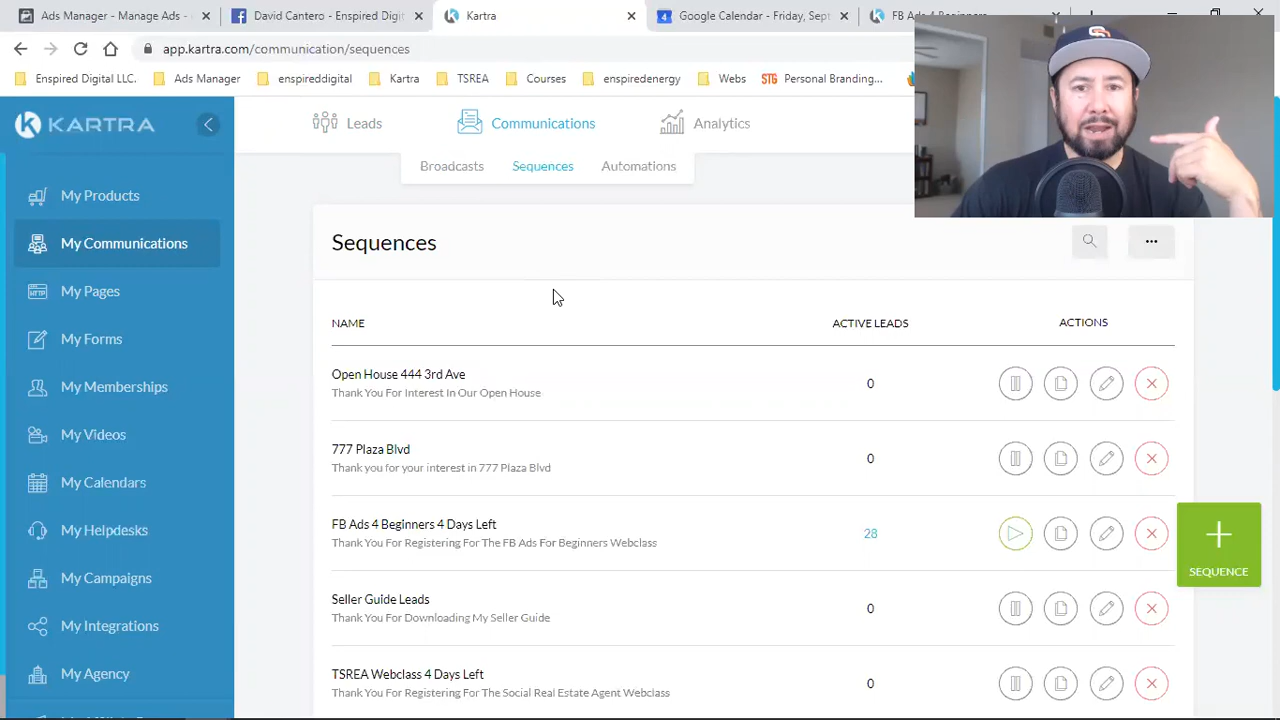 Ads Manager - Manage Ads -
David Cantero - Enspired Digit
Kartra
Google Calendar - Friday, Sept
app.kartra.com/communication/sequences
Enspired Digital LLC.
Ads Manager
enspireddigital
Kartra
TSREA
Courses
enspiredenergy
Webs
STG
Personal Branding...
KARTRA
Leads
Communications
Analytics
Broadcasts
Sequences
Automations
My Products
My Communications
My Pages
My Forms
My Memberships
My Videos
My Calendars
My Helpdesks
My Campaigns
My Integrations
My Agency
Sequences
NAME
ACTIVE LEADS
ACTIONS
Open House 444 3rd Ave
Thank You For Interest In Our Open House
0
777 Plaza Blvd
Thank you for your interest in 777 Plaza Blvd
0
FB Ads 4 Beginners 4 Days Left
Thank You For Registering For The FB Ads For Beginners Webclass
28
Seller Guide Leads
Thank You For Downloading My Seller Guide
0
TSREA Webclass 4 Days Left
Thank You For Registering For The Social Real Estate Agent Webclass
0
SEQUENCE